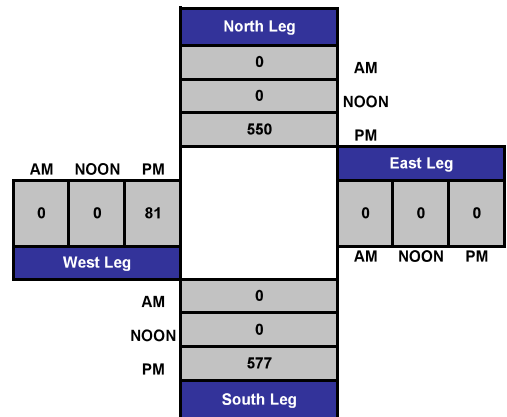 North Leg
0 AM
0 NOON
550 PM
AM NOON PM
0 0 81
West Leg
East Leg
0 0 0
AM NOON PM
AM 0
NOON 0
PM 577
South Leg